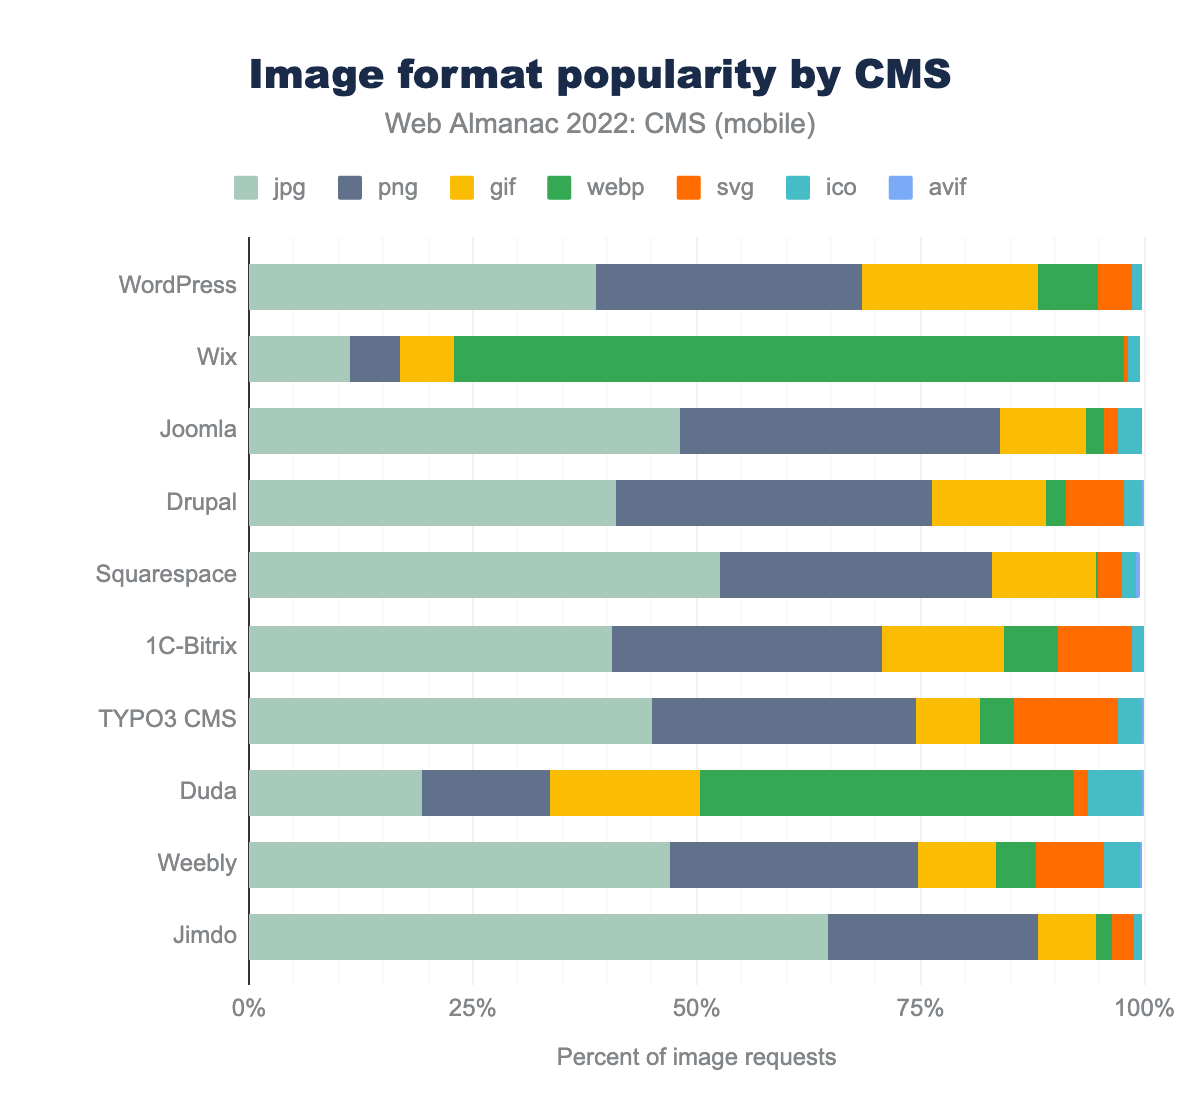 Image format popularity by CMS
Web Almanac 2022: CMS (mobile)
jpg png gif webp svg ico avif
WordPress
Wix
Joomla
Drupal
Squarespace
1C-Bitrix
TYPO3 CMS
Duda
Weebly
Jimdo
0% 25% 50% 75% 100%
Percent of image requests